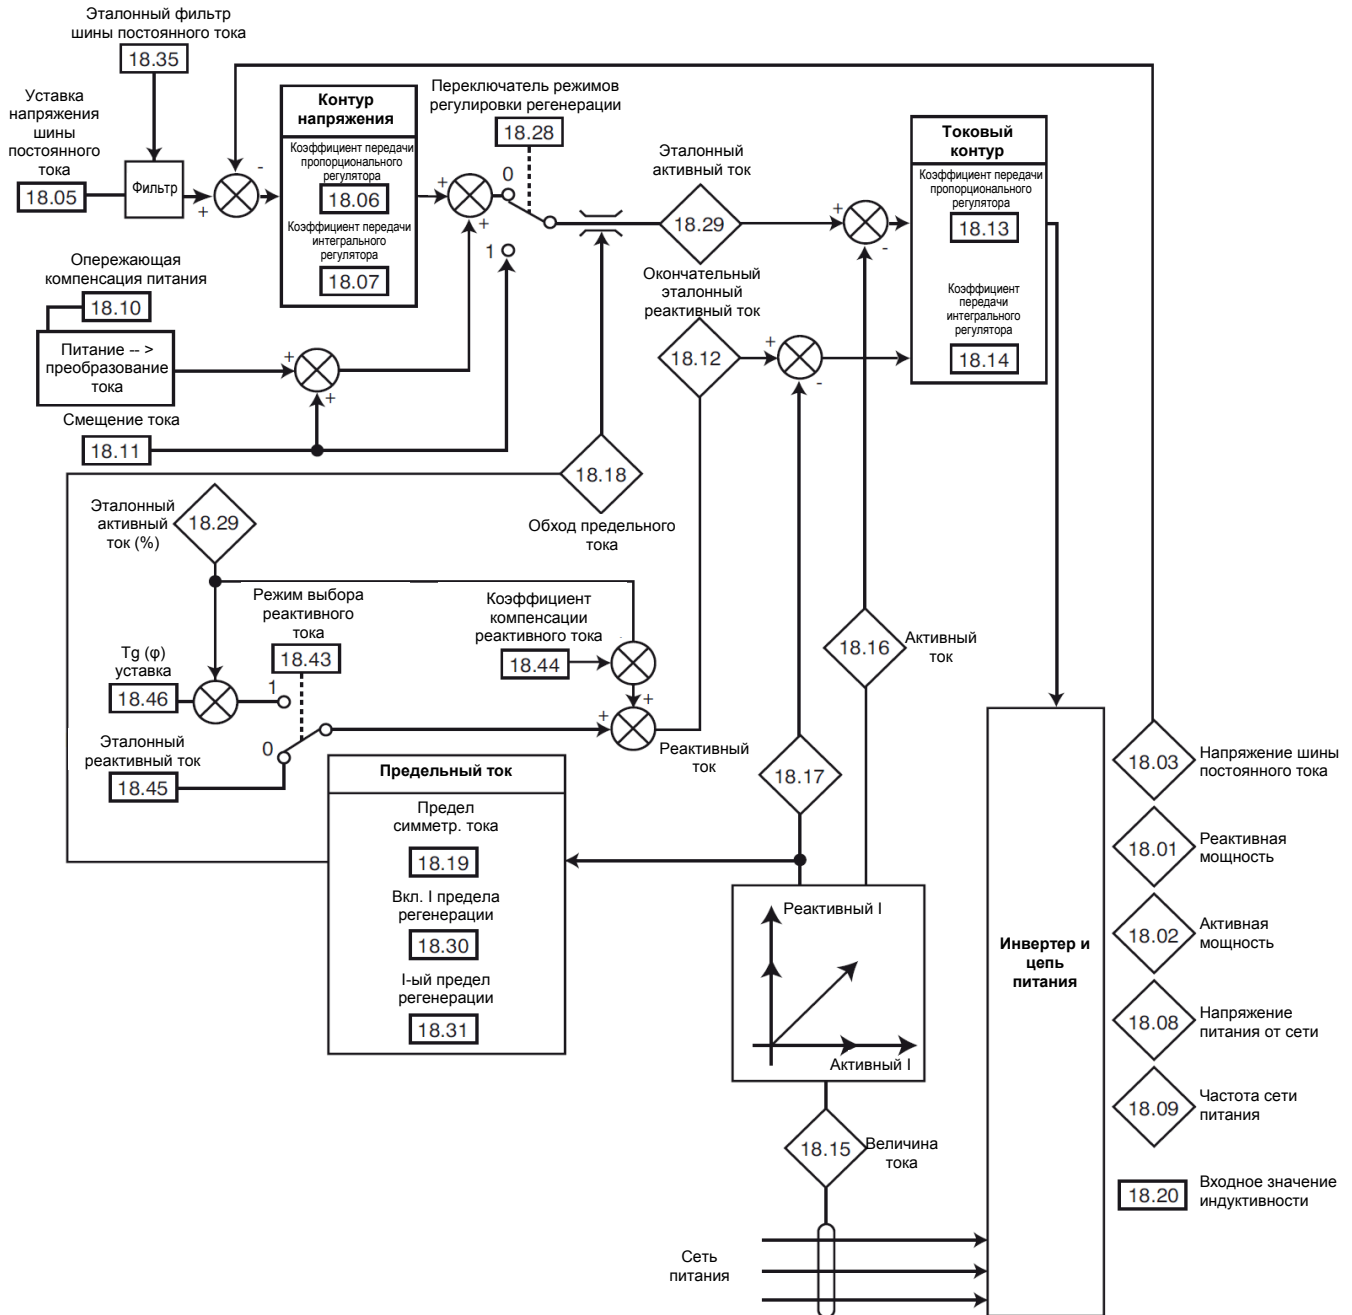 Эталонный фильтр
шины постоянного тока
18.35
Уставка
напряжения
шины
постоянного
тока
18.05
Фильтр
+
-
Контур
напряжения
Коэффициент передачи
пропорционального
регулятора
18.06
Коэффициент передачи
интегрального
регулятора
18.07
+
+
Переключатель режимов
регулировки регенерации
18.28
0
1
Эталонный
активный ток
18.29
+
-
Токовый
контур
Коэффициент передачи
пропорционального
регулятора
18.13
Коэффициент
передачи
интегрального
регулятора
18.14
Опережающая
компенсация питания
18.10
Питание -- >
преобразование
тока
+
+
Смещение тока
18.11
Окончательный
эталонный
реактивный ток
18.12
+
-
18.18
Обход предельного
тока
Эталонный
активный
ток (%)
18.29
Режим выбора
реактивного
тока
18.43
Коэффициент
компенсации
реактивного тока
18.44
Tg (φ)
уставка
18.46
1
0
Эталонный
реактивный ток
18.45
+
+
Реактивный
ток
18.16
Активный
ток
18.17
Предельный ток
Предел
симметр. тока
18.19
Вкл. I предела
регенерации
18.30
I-ый предел
регенерации
18.31
Реактивный I
Активный I
18.15
Величина
тока
Сеть
питания
Инвертер и
цепь
питания
18.03
Напряжение шины
постоянного тока
18.01
Реактивная
мощность
18.02
Активная
мощность
18.08
Напряжение
питания от сети
18.09
Частота сети
питания
18.20
Входное значение
индуктивности